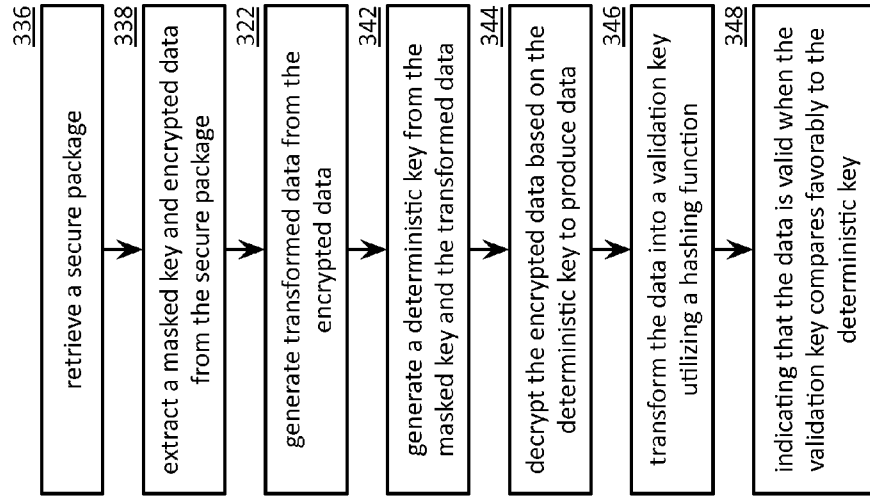 336
retrieve a secure package
338
extract a masked key and encrypted data
from the secure package
322
generate transformed data from the
encrypted data
342
generate a deterministic key from the
masked key and the transformed data
344
decrypt the encrypted data based on the
deterministic key to produce data
346
transform the data into a validation key
utilizing a hashing function
348
indicating that the data is valid when the
validation key compares favorably to the
deterministic key